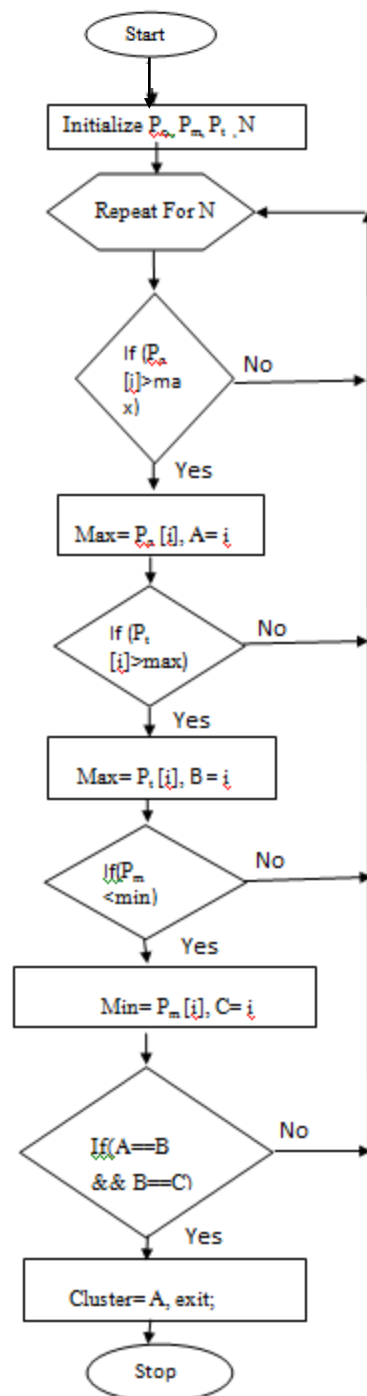 Start
Initialize Pₐ, Pₘ, Pₜ ,N
Repeat For N
If (Pₐ
[i]>ma
x)
No
Yes
Max= Pₐ [i], A= i
If (Pₜ
[i]>max)
No
Yes
Max= Pₜ [i], B = i
If(Pₘ
<min)
No
Yes
Min= Pₘ [i], C= i
If(A==B
&& B==C)
No
Yes
Cluster= A, exit;
Stop